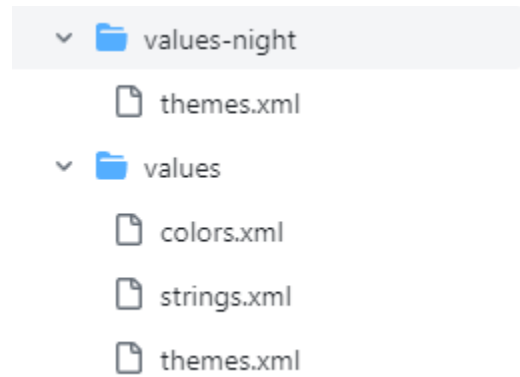 values-night
themes.xml
values
colors.xml
strings.xml
themes.xml